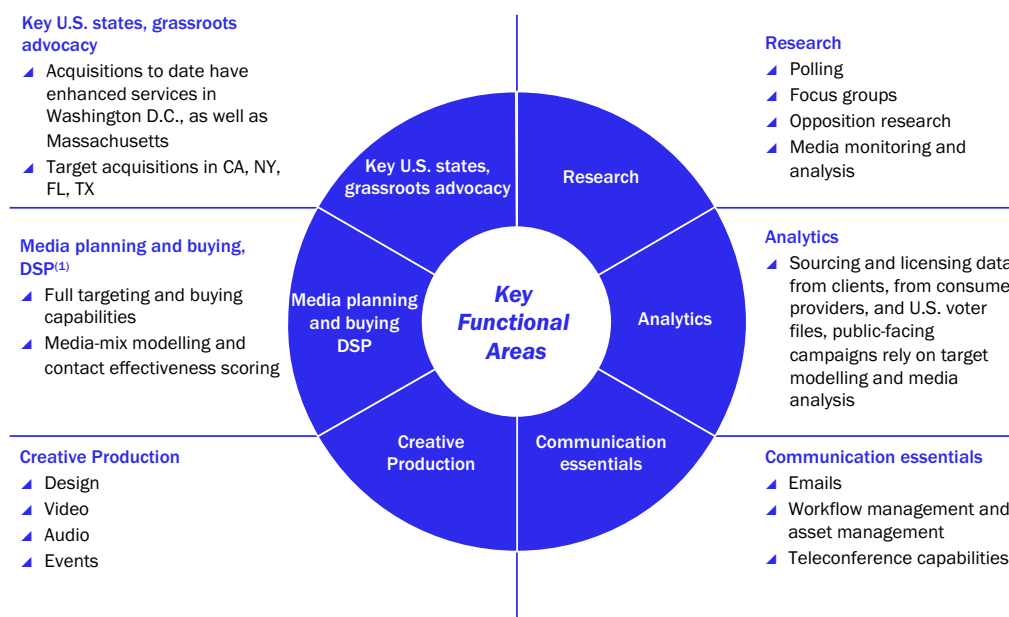 Key U.S. states, grassroots
advocacy
Acquisitions to date have
enhanced services in
Washington D.C., as well as
Massachusetts
Target acquisitions in CA, NY,
FL, TX
Media planning and buying,
DSP(1)
Full targeting and buying
capabilities
Media-mix modelling and
contact effectiveness scoring
Creative Production
Design
Video
Audio
Events
Key U.S. states,
grassroots advocacy
Research
Media planning
and buying
DSP
Key
Functional
Areas
Analytics
Creative
Production
Communication
essentials
Research
Polling
Focus groups
Opposition research
Media monitoring and
analysis
Analytics
Sourcing and licensing data
from clients, from consume
providers, and U.S. voter
files, public-facing
campaigns rely on target
modelling and media
analysis
Communication essentials
Emails
Workflow management and
asset management
Teleconference capabilities